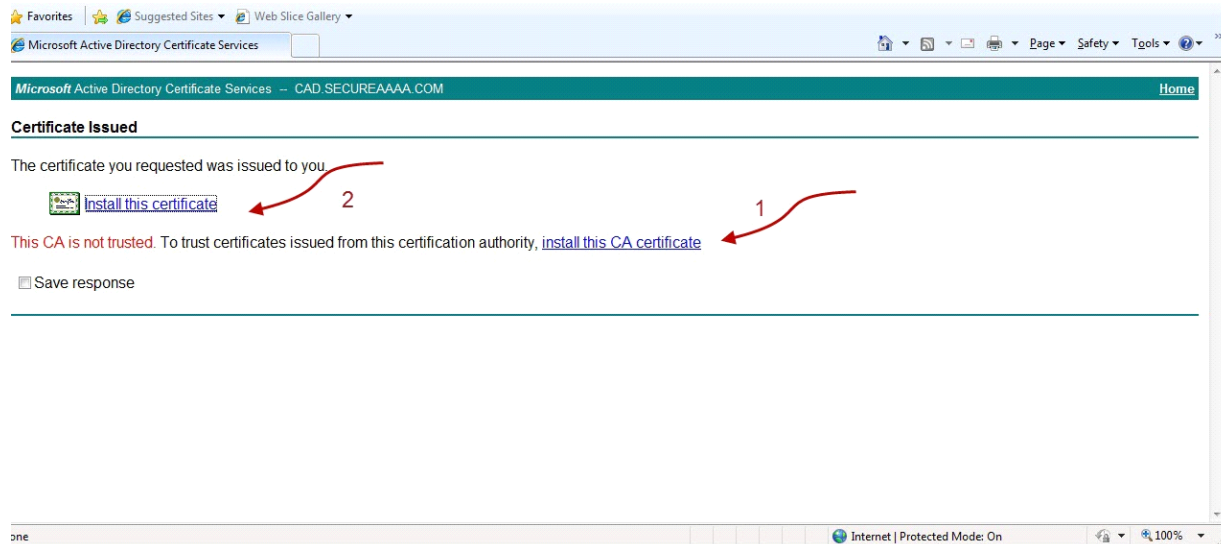 Favorites Suggested Sites Web Slice Gallery
Microsoft Active Directory Certificate Services Page Safety Tools
Microsoft Active Directory Certificate Services -- CAD.SECUREAAAA.COM Home
Certificate Issued
The certificate you requested was issued to you.
Install this certificate 2
1
This CA is not trusted. To trust certificates issued from this certification authority, install this CA certificate
Save response
one Internet | Protected Mode: On 100%